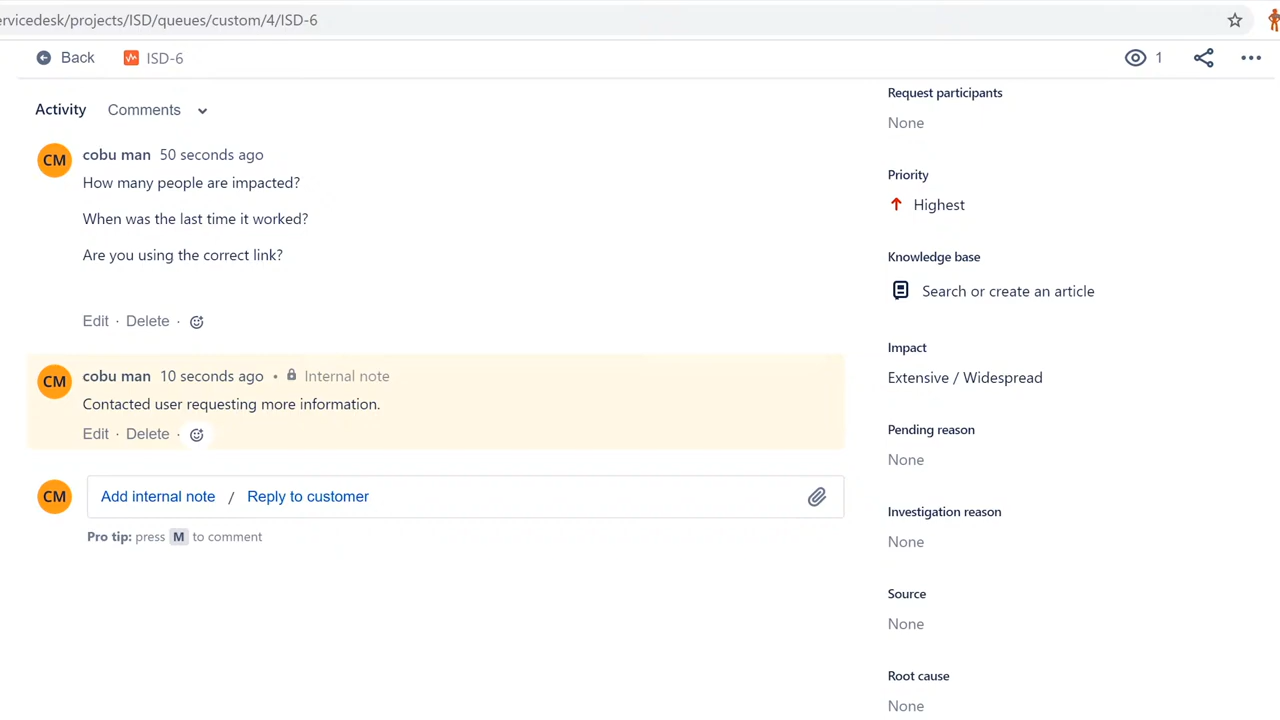 ervicedesk/projects/ISD/queues/custom/4/ISD-6
Back ISD-6 1
Activity Comments
CM cobu man 50 seconds ago
How many people are impacted?
When was the last time it worked?
Are you using the correct link?
Edit · Delete ·
CM cobu man 10 seconds ago • Internal note
Contacted user requesting more information.
Edit · Delete ·
CM Add internal note / Reply to customer
Pro tip: press M to comment
Request participants
None
Priority
Highest
Knowledge base
Search or create an article
Impact
Extensive / Widespread
Pending reason
None
Investigation reason
None
Source
None
Root cause
None